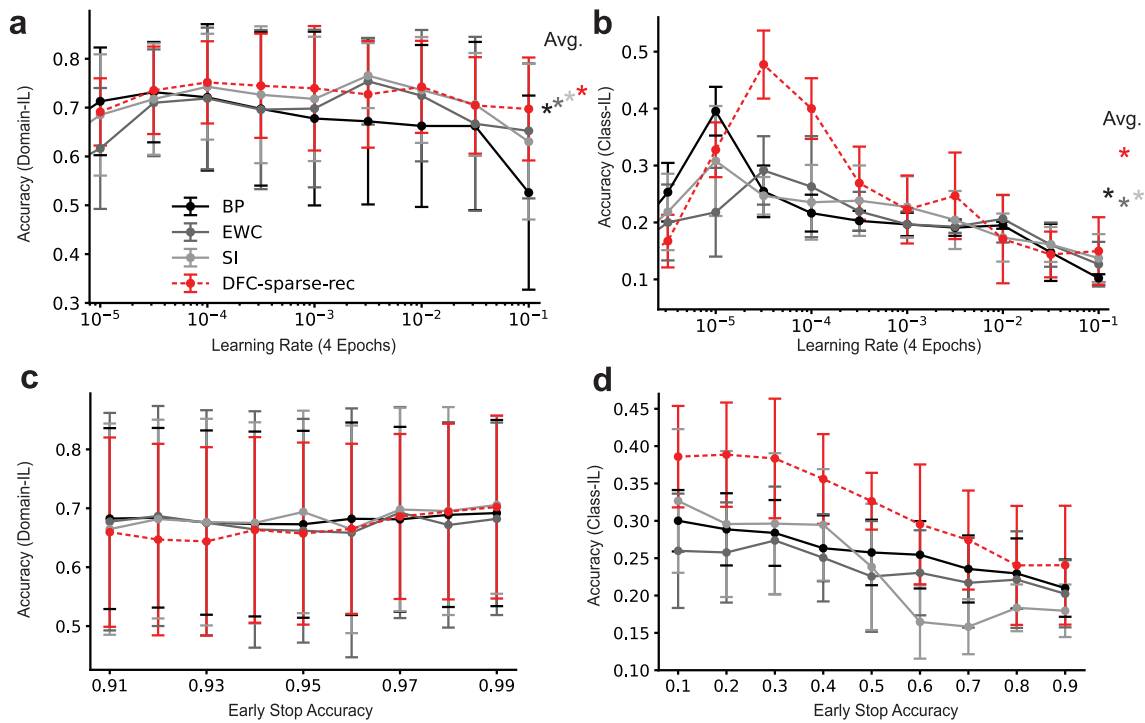 a
0.8
0.7
0.6
0.5
0.4
0.3
Accuracy (Domain-IL)
BP
EWC
SI
DFC-sparse-rec
Avg.
* * * *
10⁻⁵ 10⁻⁴ 10⁻³ 10⁻² 10⁻¹
Learning Rate (4 Epochs)
b
0.5
0.4
0.3
0.2
0.1
Accuracy (Class-IL)
Avg.
*
* * *
10⁻⁵ 10⁻⁴ 10⁻³ 10⁻² 10⁻¹
Learning Rate (4 Epochs)
c
0.8
0.7
0.6
0.5
Accuracy (Domain-IL)
0.91 0.93 0.95 0.97 0.99
Early Stop Accuracy
d
0.45
0.40
0.35
0.30
0.25
0.20
0.15
0.10
Accuracy (Class-IL)
0.1 0.2 0.3 0.4 0.5 0.6 0.7 0.8 0.9
Early Stop Accuracy